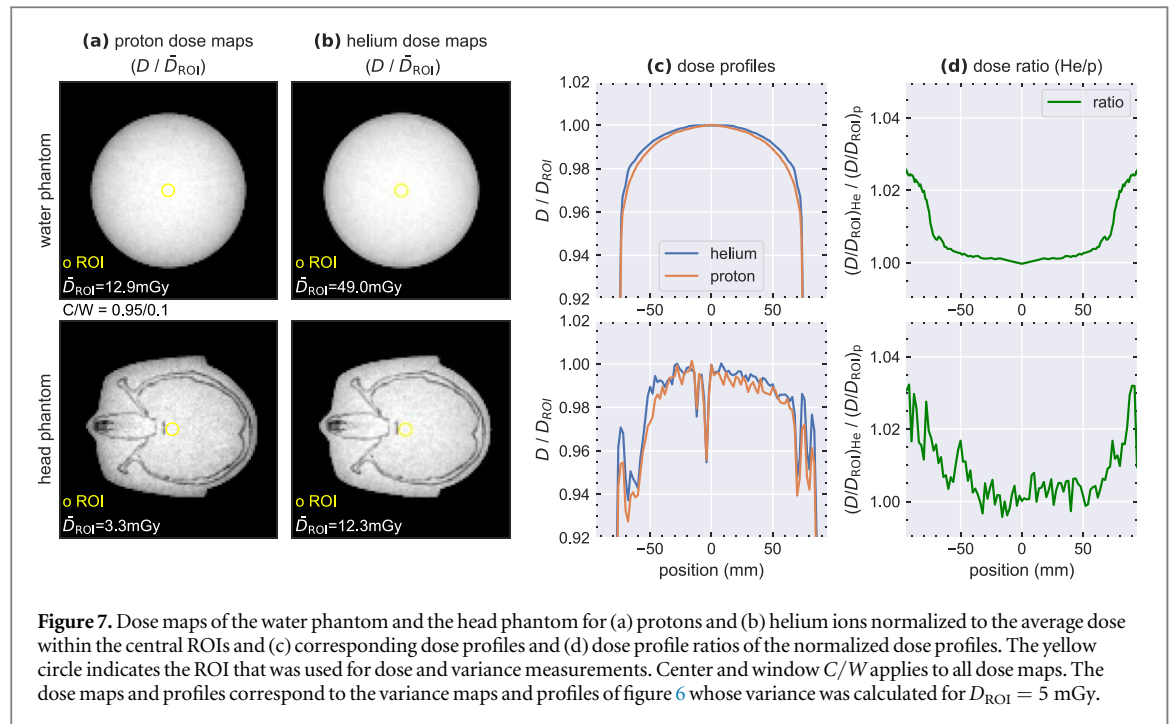 (a) proton dose maps
(D / D̄ROI)
(b) helium dose maps
(D / D̄ROI)
water phantom
o ROI
D̄ROI=12.9mGy
o ROI
D̄ROI=49.0mGy
C/W = 0.95/0.1
head phantom
o ROI
D̄ROI=3.3mGy
o ROI
D̄ROI=12.3mGy
(c) dose profiles
1.02
1.00
0.98
0.96
0.94
0.92
D / DROI
helium
proton
−50 0 50
1.02
1.00
0.98
0.96
0.94
0.92
D / DROI
−50 0 50
position (mm)
(d) dose ratio (He/p)
ratio
1.04
1.02
1.00
(D/DROI)He / (D/DROI)p
−50 0 50
1.04
1.02
1.00
(D/DROI)He / (D/DROI)p
−50 0 50
position (mm)
Figure 7. Dose maps of the water phantom and the head phantom for (a) protons and (b) helium ions normalized to the average dose
within the central ROIs and (c) corresponding dose profiles and (d) dose profile ratios of the normalized dose profiles. The yellow
circle indicates the ROI that was used for dose and variance measurements. Center and window C/W applies to all dose maps. The
dose maps and profiles correspond to the variance maps and profiles of figure 6 whose variance was calculated for DROI = 5 mGy.